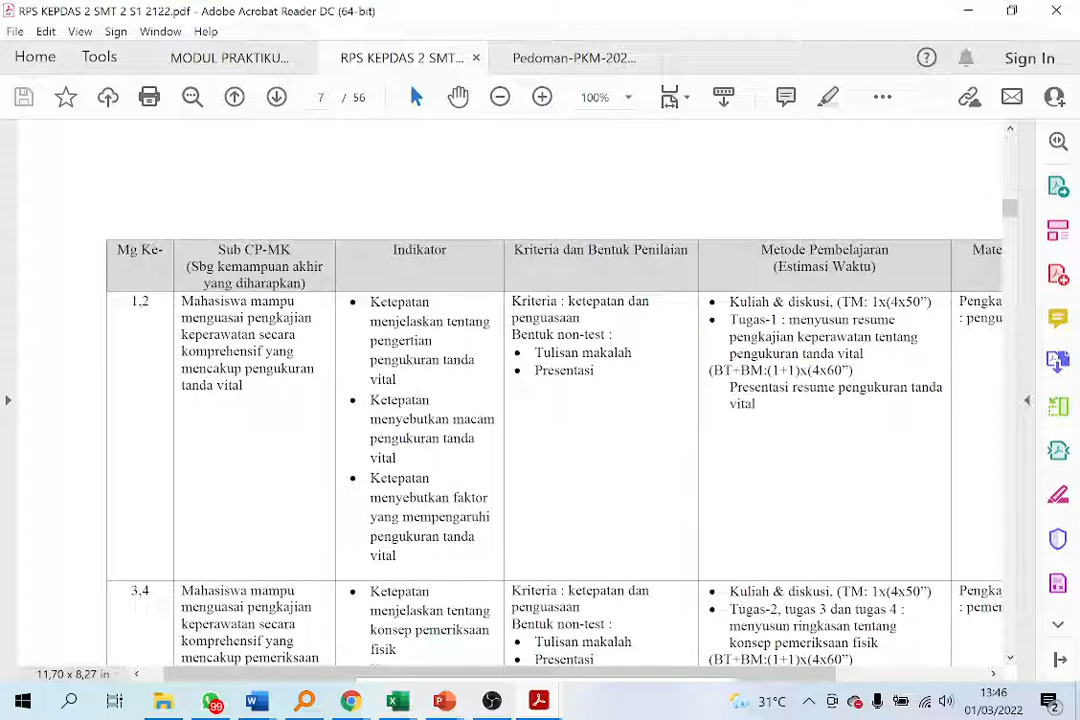 RPS KEPDAS 2 SMT 2 S1 2122.pdf - Adobe Acrobat Reader DC (64-bit)
File Edit View Sign Window Help
Home Tools MODUL PRAKTIKU... RPS KEPDAS 2 SMT... × Pedoman-PKM-202... Sign In
7 / 56 100%
Mg Ke- Sub CP-MK Indikator Kriteria dan Bentuk Penilaian Metode Pembelajaran Mate
(Sbg kemampuan akhir (Estimasi Waktu)
yang diharapkan)
1,2
Mahasiswa mampu
menguasai pengkajian
keperawatan secara
komprehensif yang
mencakup pengukuran
tanda vital
• Ketepatan
menjelaskan tentang
pengertian
pengukuran tanda
vital
• Ketepatan
menyebutkan macam
pengukuran tanda
vital
• Ketepatan
menyebutkan faktor
yang mempengaruhi
pengukuran tanda
vital
Kriteria : ketepatan dan
penguasaan
Bentuk non-test :
• Tulisan makalah
• Presentasi
• Kuliah & diskusi, (TM: 1x(4x50”)
• Tugas-1 : menyusun resume
pengkajian keperawatan tentang
pengukuran tanda vital
(BT+BM:(1+1)x(4x60”)
Presentasi resume pengukuran tanda
vital
Pengka
: pengu
3,4
Mahasiswa mampu
menguasai pengkajian
keperawatan secara
komprehensif yang
mencakup pemeriksaan
• Ketepatan
menjelaskan tentang
konsep pemeriksaan
fisik
Kriteria : ketepatan dan
penguasaan
Bentuk non-test :
• Tulisan makalah
• Presentasi
• Kuliah & diskusi, (TM: 1x(4x50”)
• Tugas-2, tugas 3 dan tugas 4 :
menyusun ringkasan tentang
konsep pemeriksaan fisik
(BT+BM:(1+1)x(4x60”)
Pengka
: pemer
11,70 x 8,27 in
99 31°C 13:46
01/03/2022 2